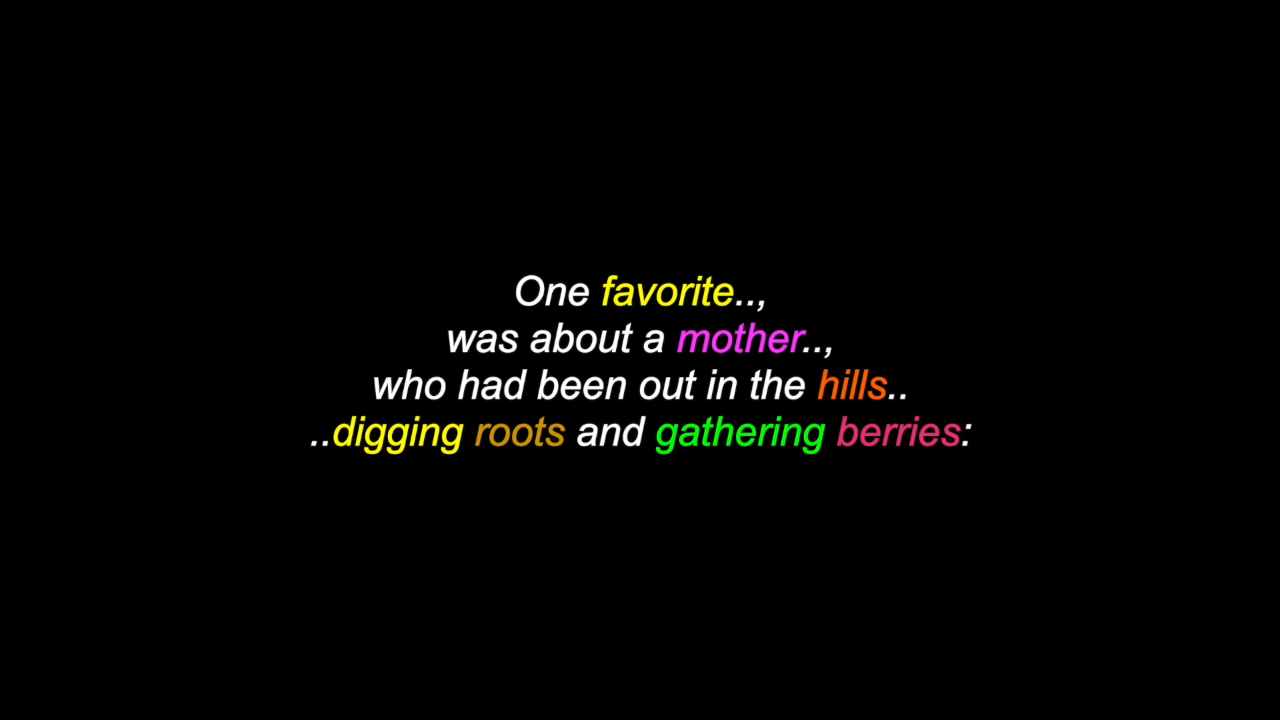 One favorite..,
was about a mother..,
who had been out in the hills..
..digging roots and gathering berries: